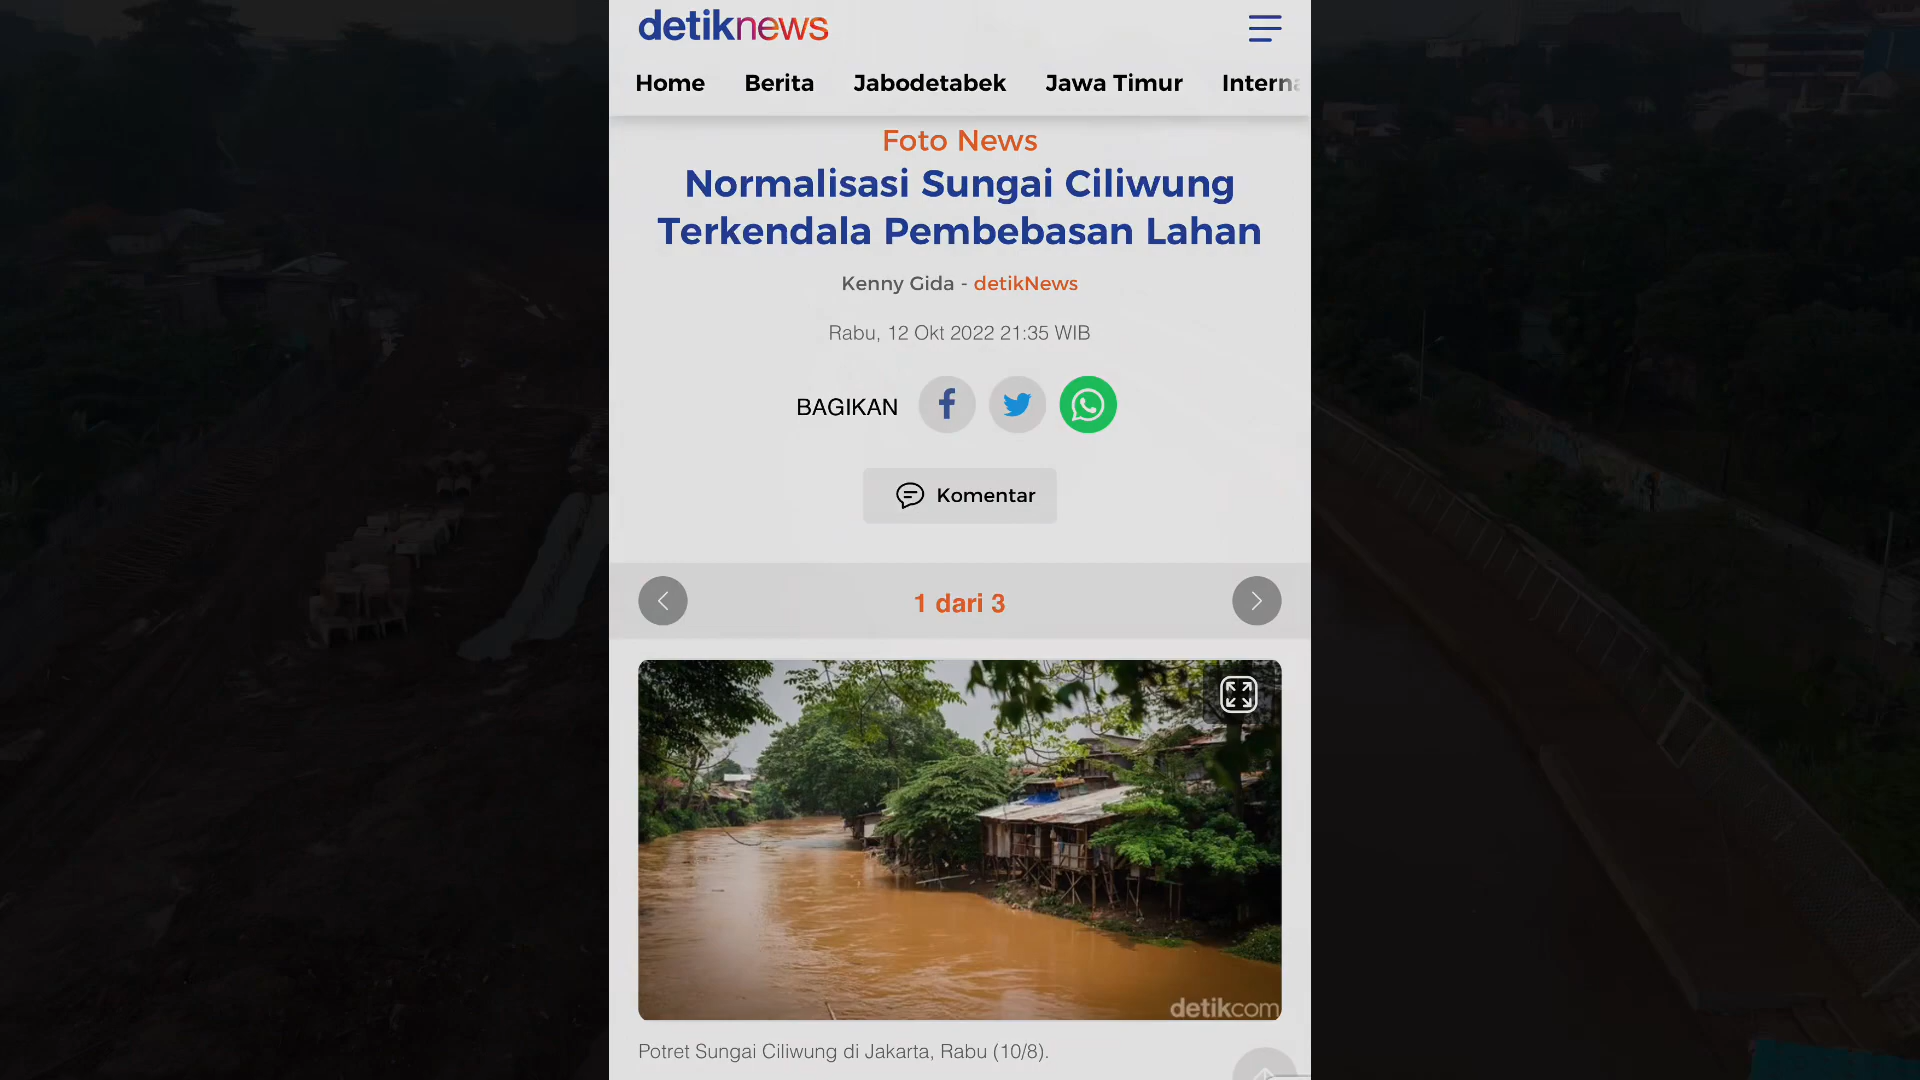 detiknews
Home Berita Jabodetabek Jawa Timur Interna
Foto News
Normalisasi Sungai Ciliwung
Terkendala Pembebasan Lahan
Kenny Gida - detikNews
Rabu, 12 Okt 2022 21:35 WIB
BAGIKAN
Komentar
1 dari 3
detikcom
Potret Sungai Ciliwung di Jakarta, Rabu (10/8).